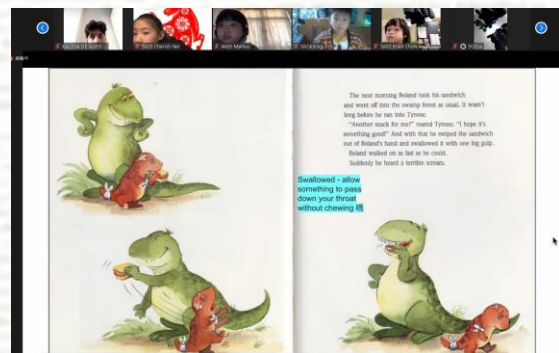 The next morning Boland took his sandwich
and went off into the swamp forest as usual. It wasn't
long before he ran into Tyrone.
"Another snack for me?" roared Tyrone. "I hope it's
something good!" And with that he swiped the sandwich
out of Boland's hand and swallowed it with one big gulp.
Boland walked on as fast as he could.
Suddenly he heard a terrible scream.
Swallowed - allow
something to pass
down your throat
without chewing